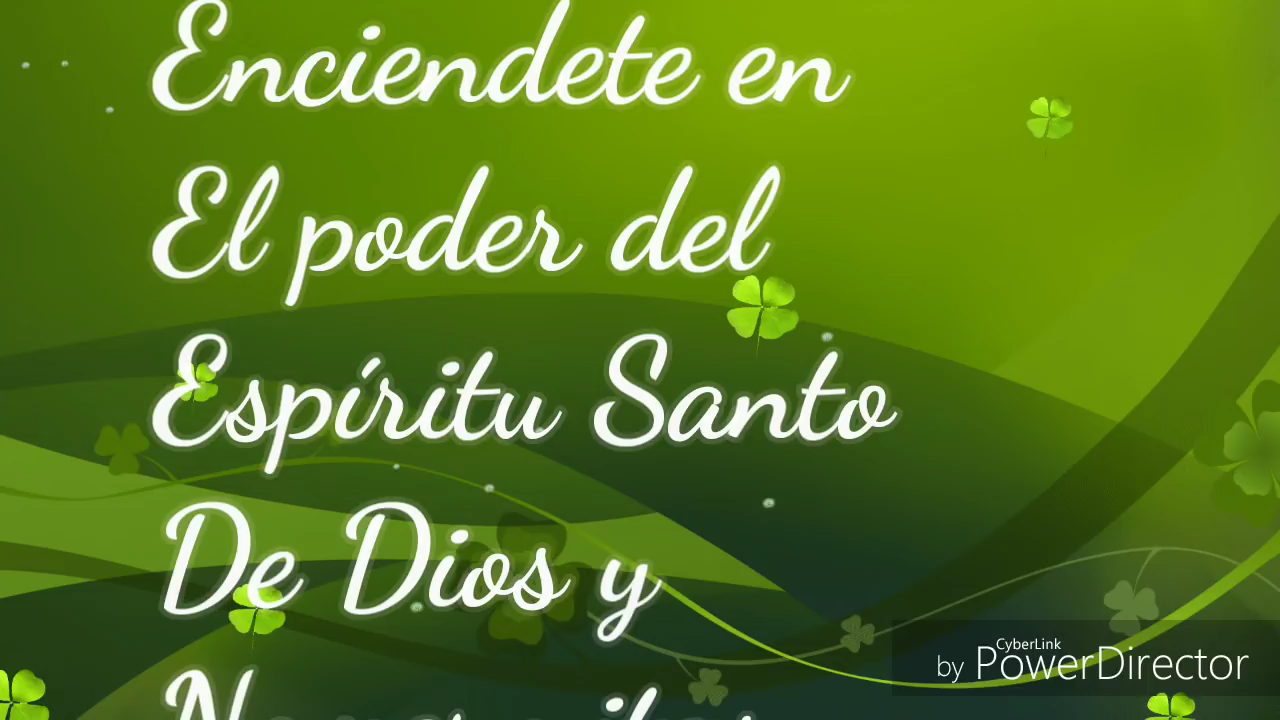 Enciendete en
El poder del
Espíritu Santo
De Dios y
CyberLink
by PowerDirector